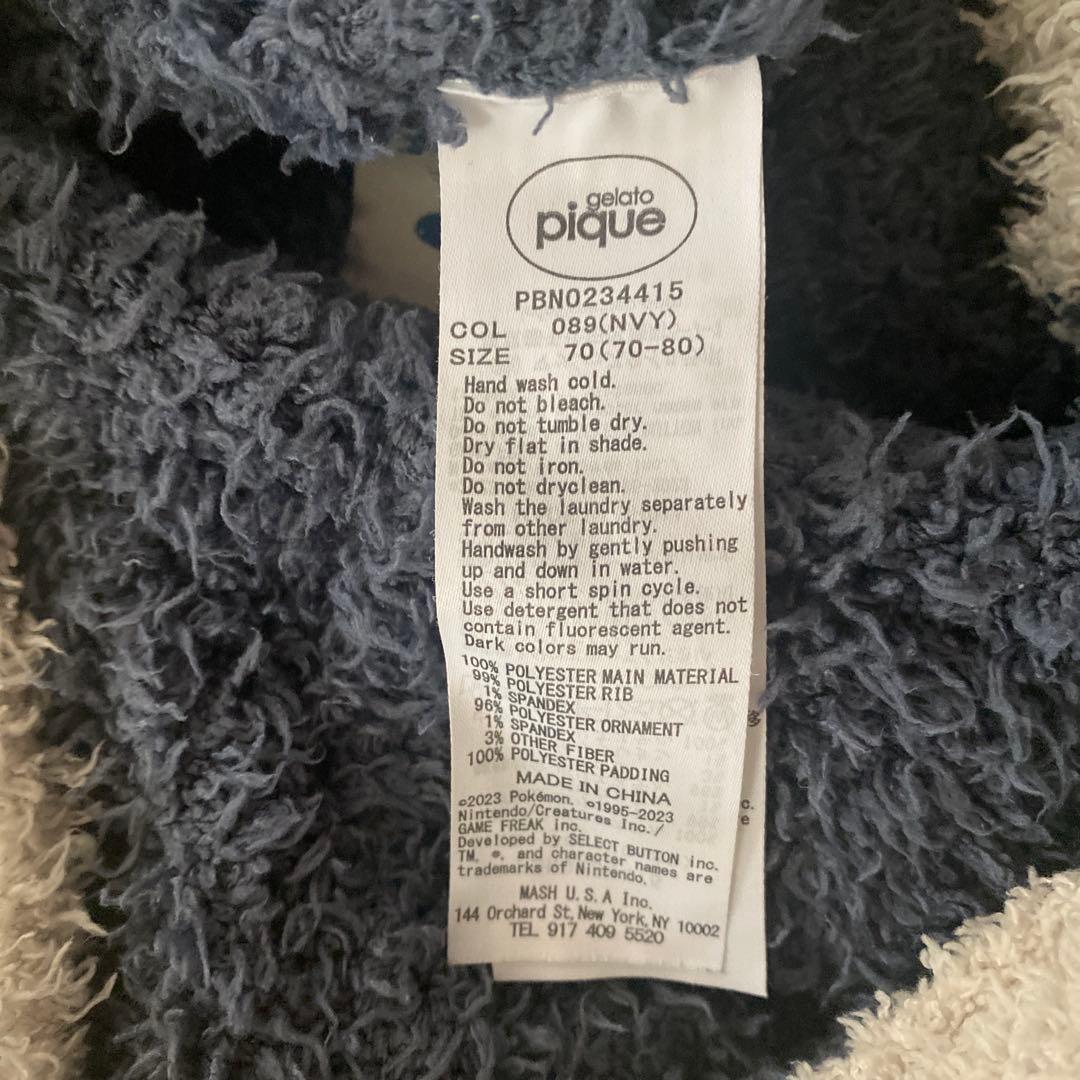 gelato
pique
PBN0234415
COL 089(NVY)
SIZE 70(70-80)
Hand wash cold.
Do not bleach.
Do not tumble dry.
Dry flat in shade.
Do not iron.
Do not dryclean.
Wash the laundry separately
from other laundry.
Handwash by gently pushing
up and down in water.
Use a short spin cycle.
Use detergent that does not
contain fluorescent agent.
Dark colors may run.
100% POLYESTER MAIN MATERIAL
99% POLYESTER RIB
1% SPANDEX
96% POLYESTER ORNAMENT
1% SPANDEX
3% OTHER FIBER
100% POLYESTER PADDING
MADE IN CHINA
©2023 Pokémon. ©1995-2023
Nintendo/Creatures Inc./
GAME FREAK inc.
Developed by SELECT BUTTON inc.
TM, ®, and character names are
trademarks of Nintendo.
MASH U.S.A Inc.
144 Orchard St, New York, NY 10002
TEL 917 409 5520